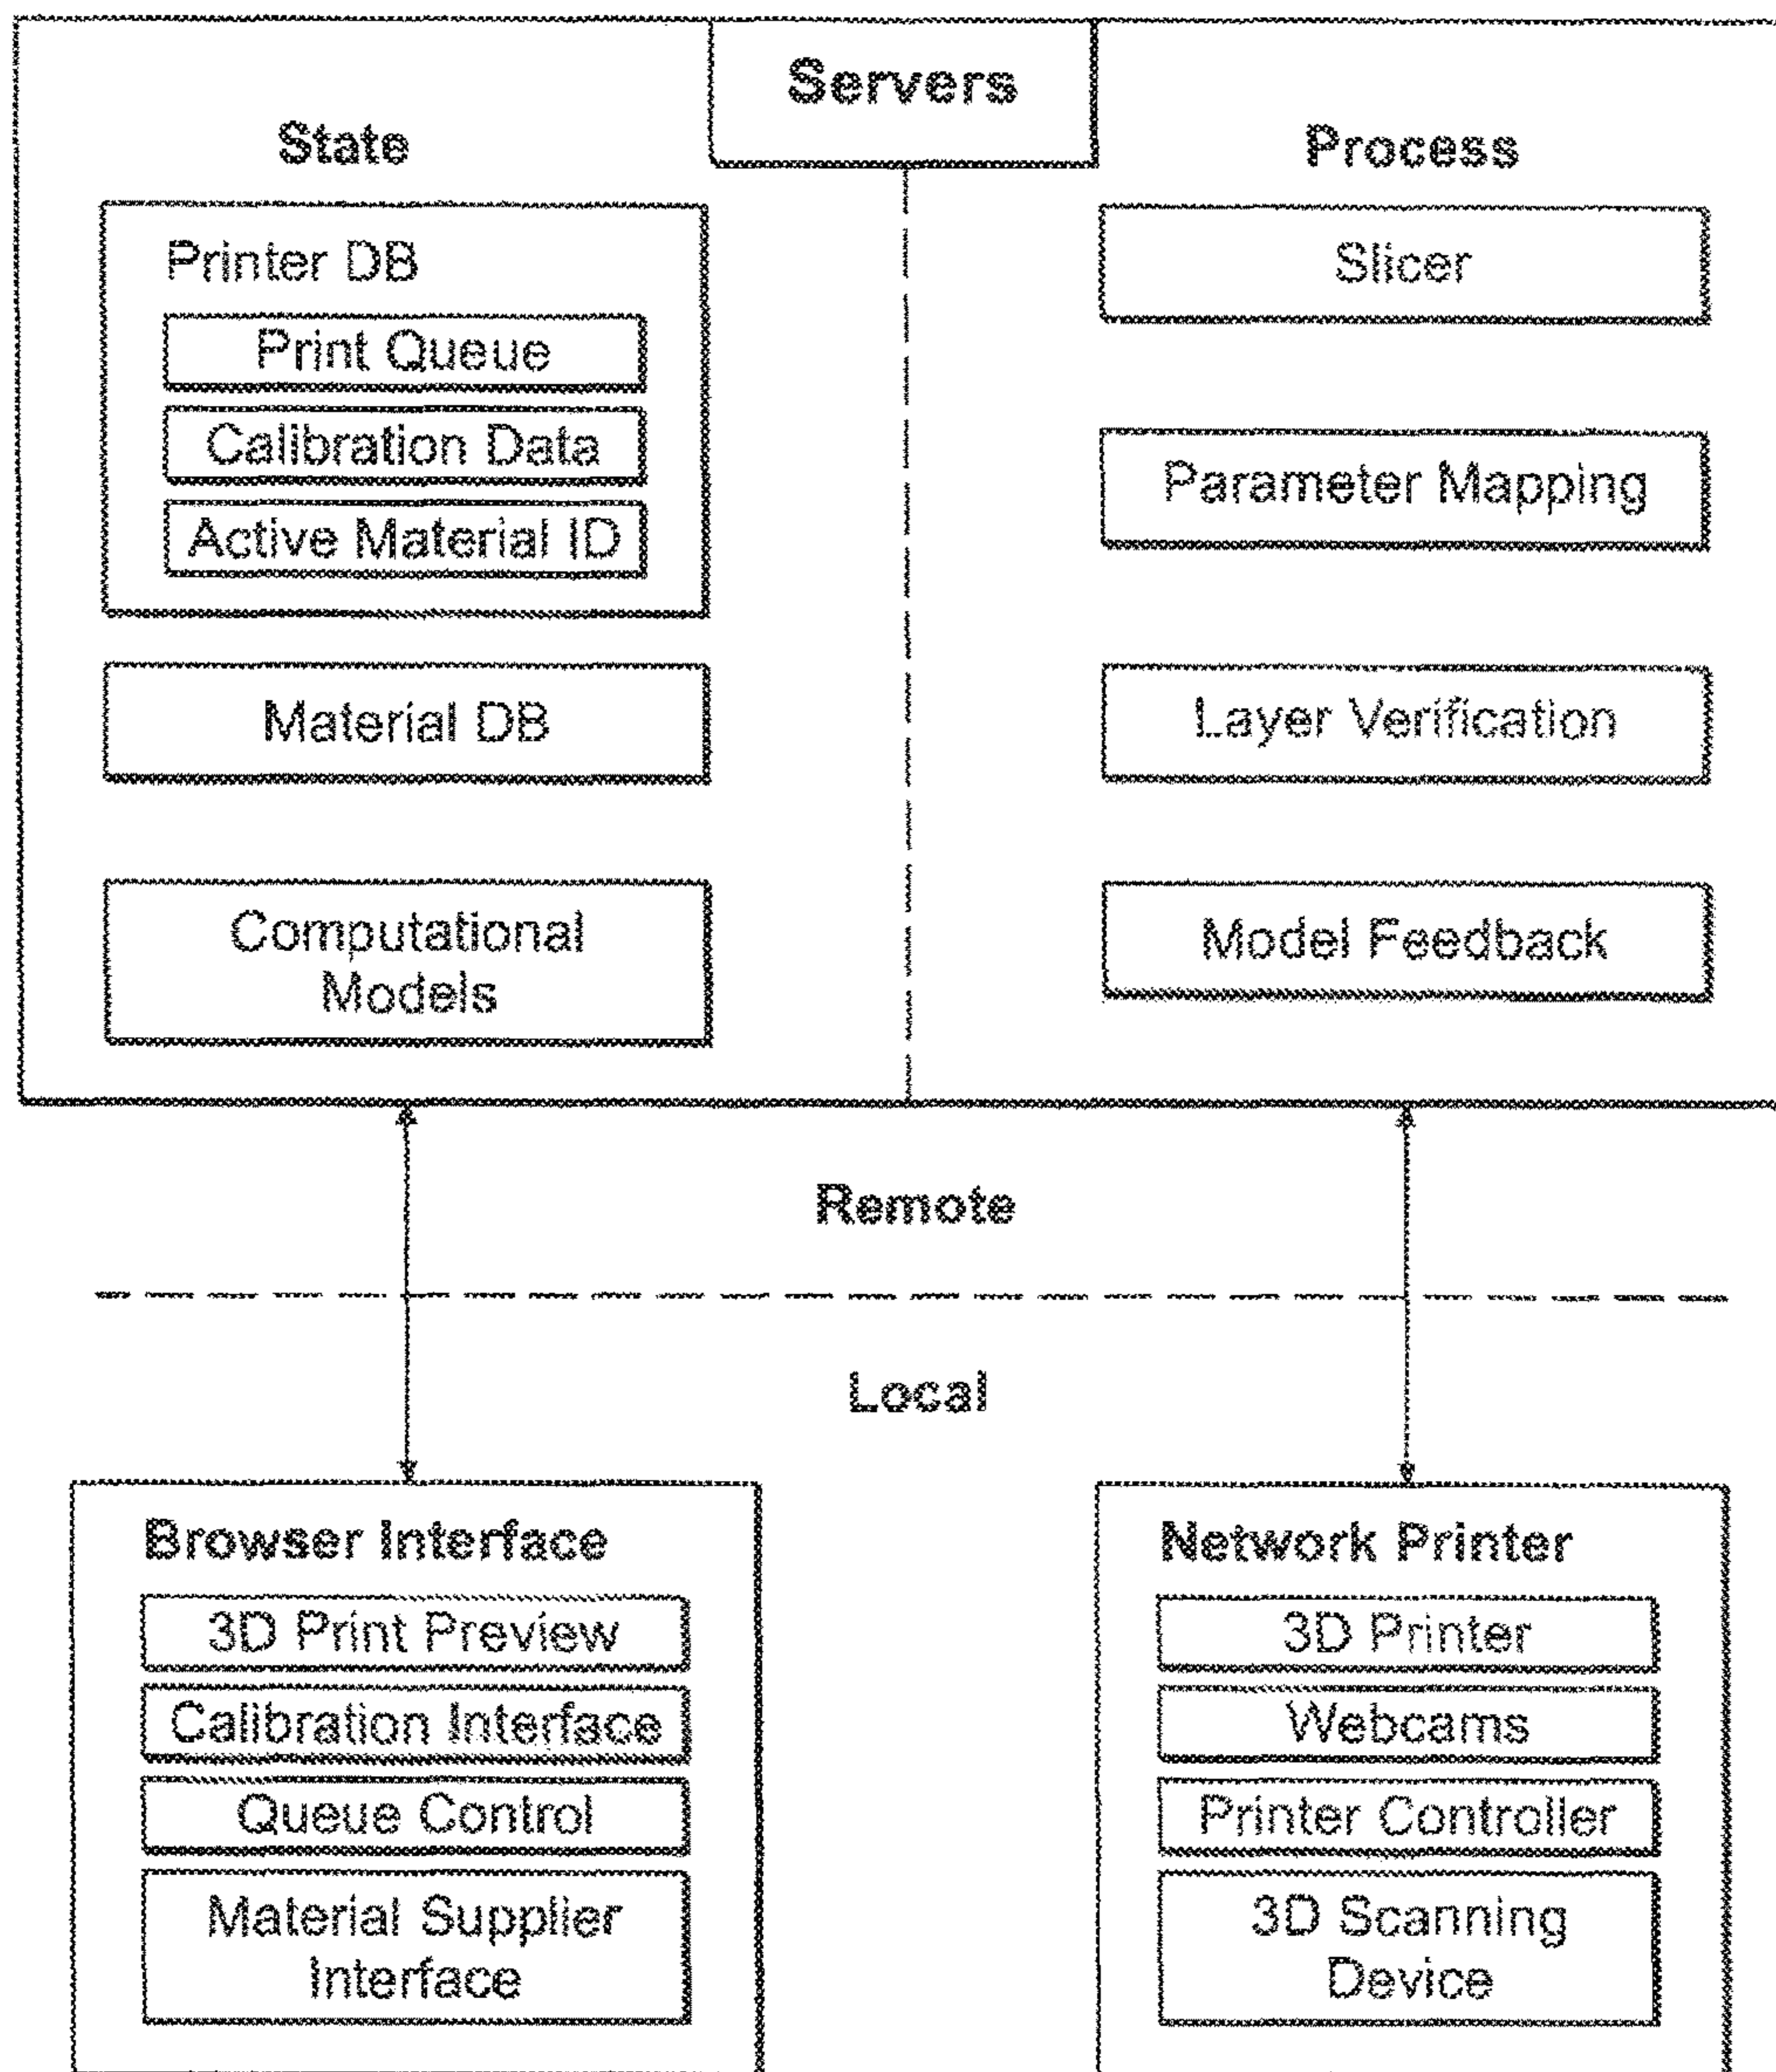 Servers
State
Printer DB
Print Queue
Calibration Data
Active Material ID
Material DB
Computational
Models
Process
Slicer
Parameter Mapping
Layer Verification
Model Feedback
Remote
Local
Browser Interface
3D Print Preview
Calibration Interface
Queue Control
Material Supplier
Interface
Network Printer
3D Printer
Webcams
Printer Controller
3D Scanning
Device